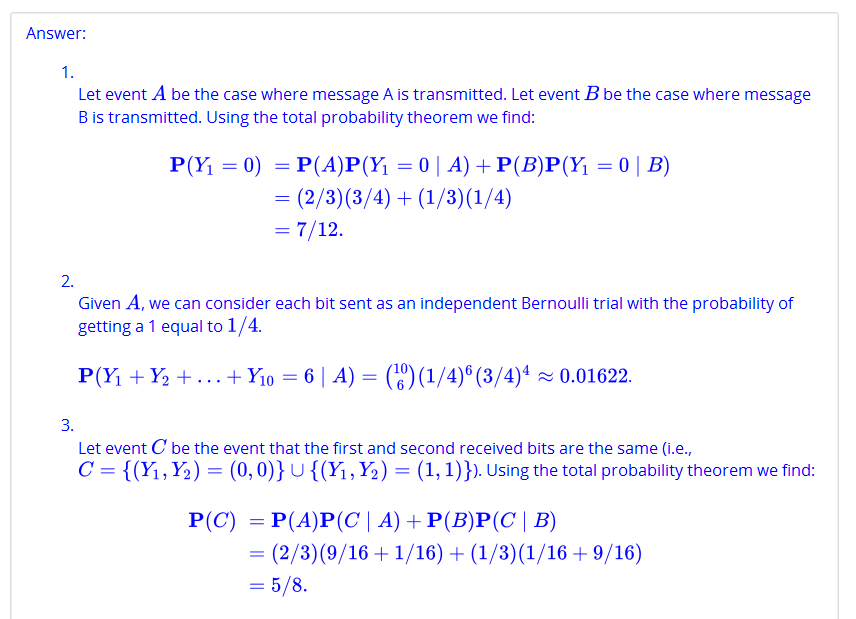 Answer:
1.
Let event A be the case where message A is transmitted. Let event B be the case where message
B is transmitted. Using the total probability theorem we find:
P(Y₁ = 0) = P(A)P(Y₁ = 0 | A) + P(B)P(Y₁ = 0 | B)
= (2/3)(3/4) + (1/3)(1/4)
= 7/12.
2.
Given A, we can consider each bit sent as an independent Bernoulli trial with the probability of
getting a 1 equal to 1/4.
P(Y₁ + Y₂ + … + Y₁₀ = 6 | A) = (10 6)(1/4)⁶(3/4)⁴ ≈ 0.01622.
3.
Let event C be the event that the first and second received bits are the same (i.e.,
C = {(Y₁, Y₂) = (0, 0)} ∪ {(Y₁, Y₂) = (1, 1)}). Using the total probability theorem we find:
P(C) = P(A)P(C | A) + P(B)P(C | B)
= (2/3)(9/16 + 1/16) + (1/3)(1/16 + 9/16)
= 5/8.